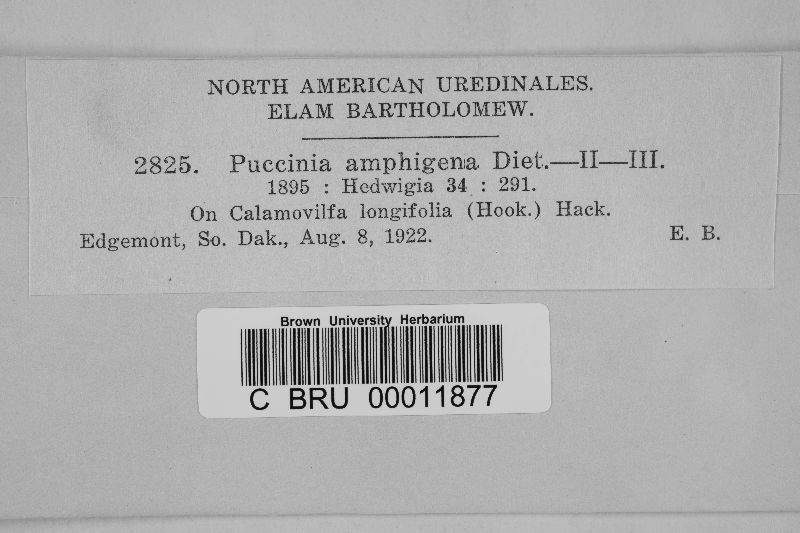 NORTH AMERICAN UREDINALES.
ELAM BARTHOLOMEW.
2825. Puccinia amphigena Diet.—II—III.
1895 : Hedwigia 34 : 291.
On Calamovilfa longifolia (Hook.) Hack.
Edgemont, So. Dak., Aug. 8, 1922. E. B.
Brown University Herbarium
C BRU 00011877